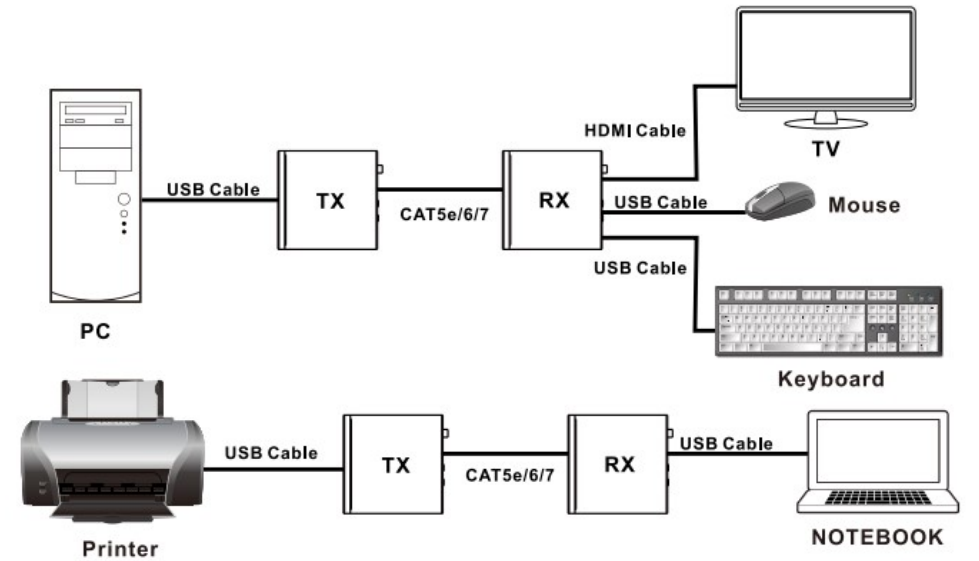 HDMI Cable
TV
USB Cable
TX
CAT5e/6/7
RX
USB Cable
Mouse
USB Cable
PC
Keyboard
USB Cable
TX
CAT5e/6/7
RX
USB Cable
Printer
NOTEBOOK